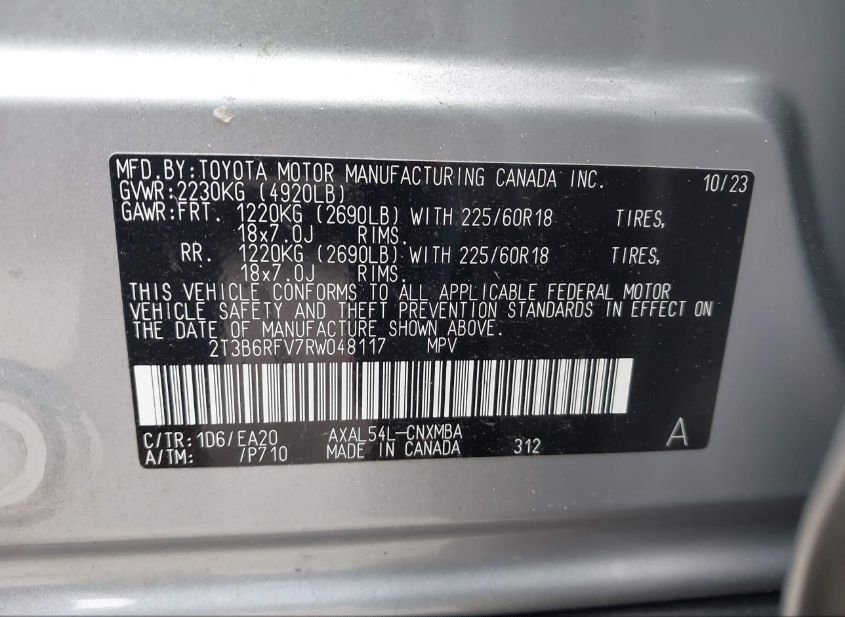 MFD.BY:TOYOTA MOTOR MANUFACTURING CANADA INC. 10/23
GVWR:2230KG (4920LB)
GAWR:FRT. 1220KG (2690LB) WITH 225/60R18 TIRES,
18x7.0J RIMS.
RR. 1220KG (2690LB) WITH 225/60R18 TIRES,
18x7.0J RIMS.
THIS VEHICLE CONFORMS TO ALL APPLICABLE FEDERAL MOTOR
VEHICLE SAFETY AND THEFT PREVENTION STANDARDS IN EFFECT ON
THE DATE OF MANUFACTURE SHOWN ABOVE.
2T3B6RFV7RW048117 MPV
C/TR:1D6/EA20 AXAL54L-CNXMBA A
A/TM: /P710 MADE IN CANADA 312